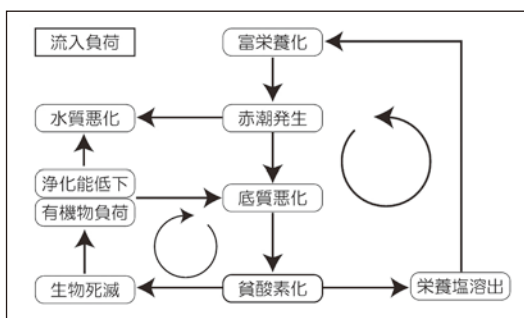 流入負荷
富栄養化
水質悪化
赤潮発生
浄化能低下
有機物負荷
底質悪化
生物死滅
貧酸素化
栄養塩溶出